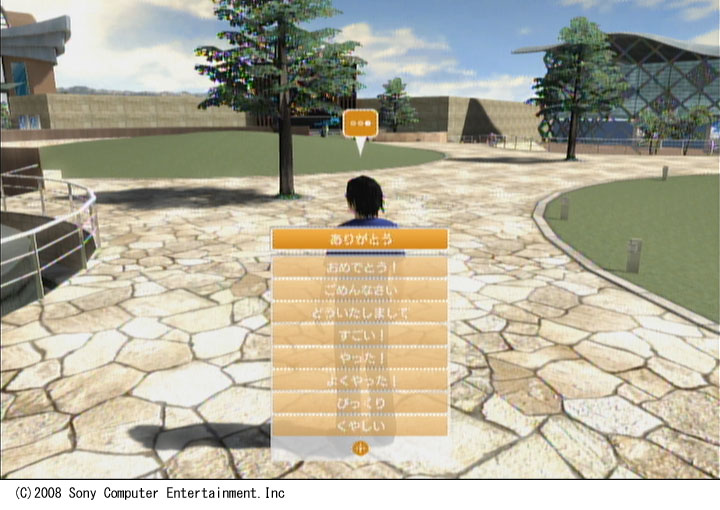 ありがとう
おめでとう！
ごめんなさい
どういたしまして
すごい！
やった！
よくやった！
びっくり
くやしい
(C)2008 Sony Computer Entertainment.Inc